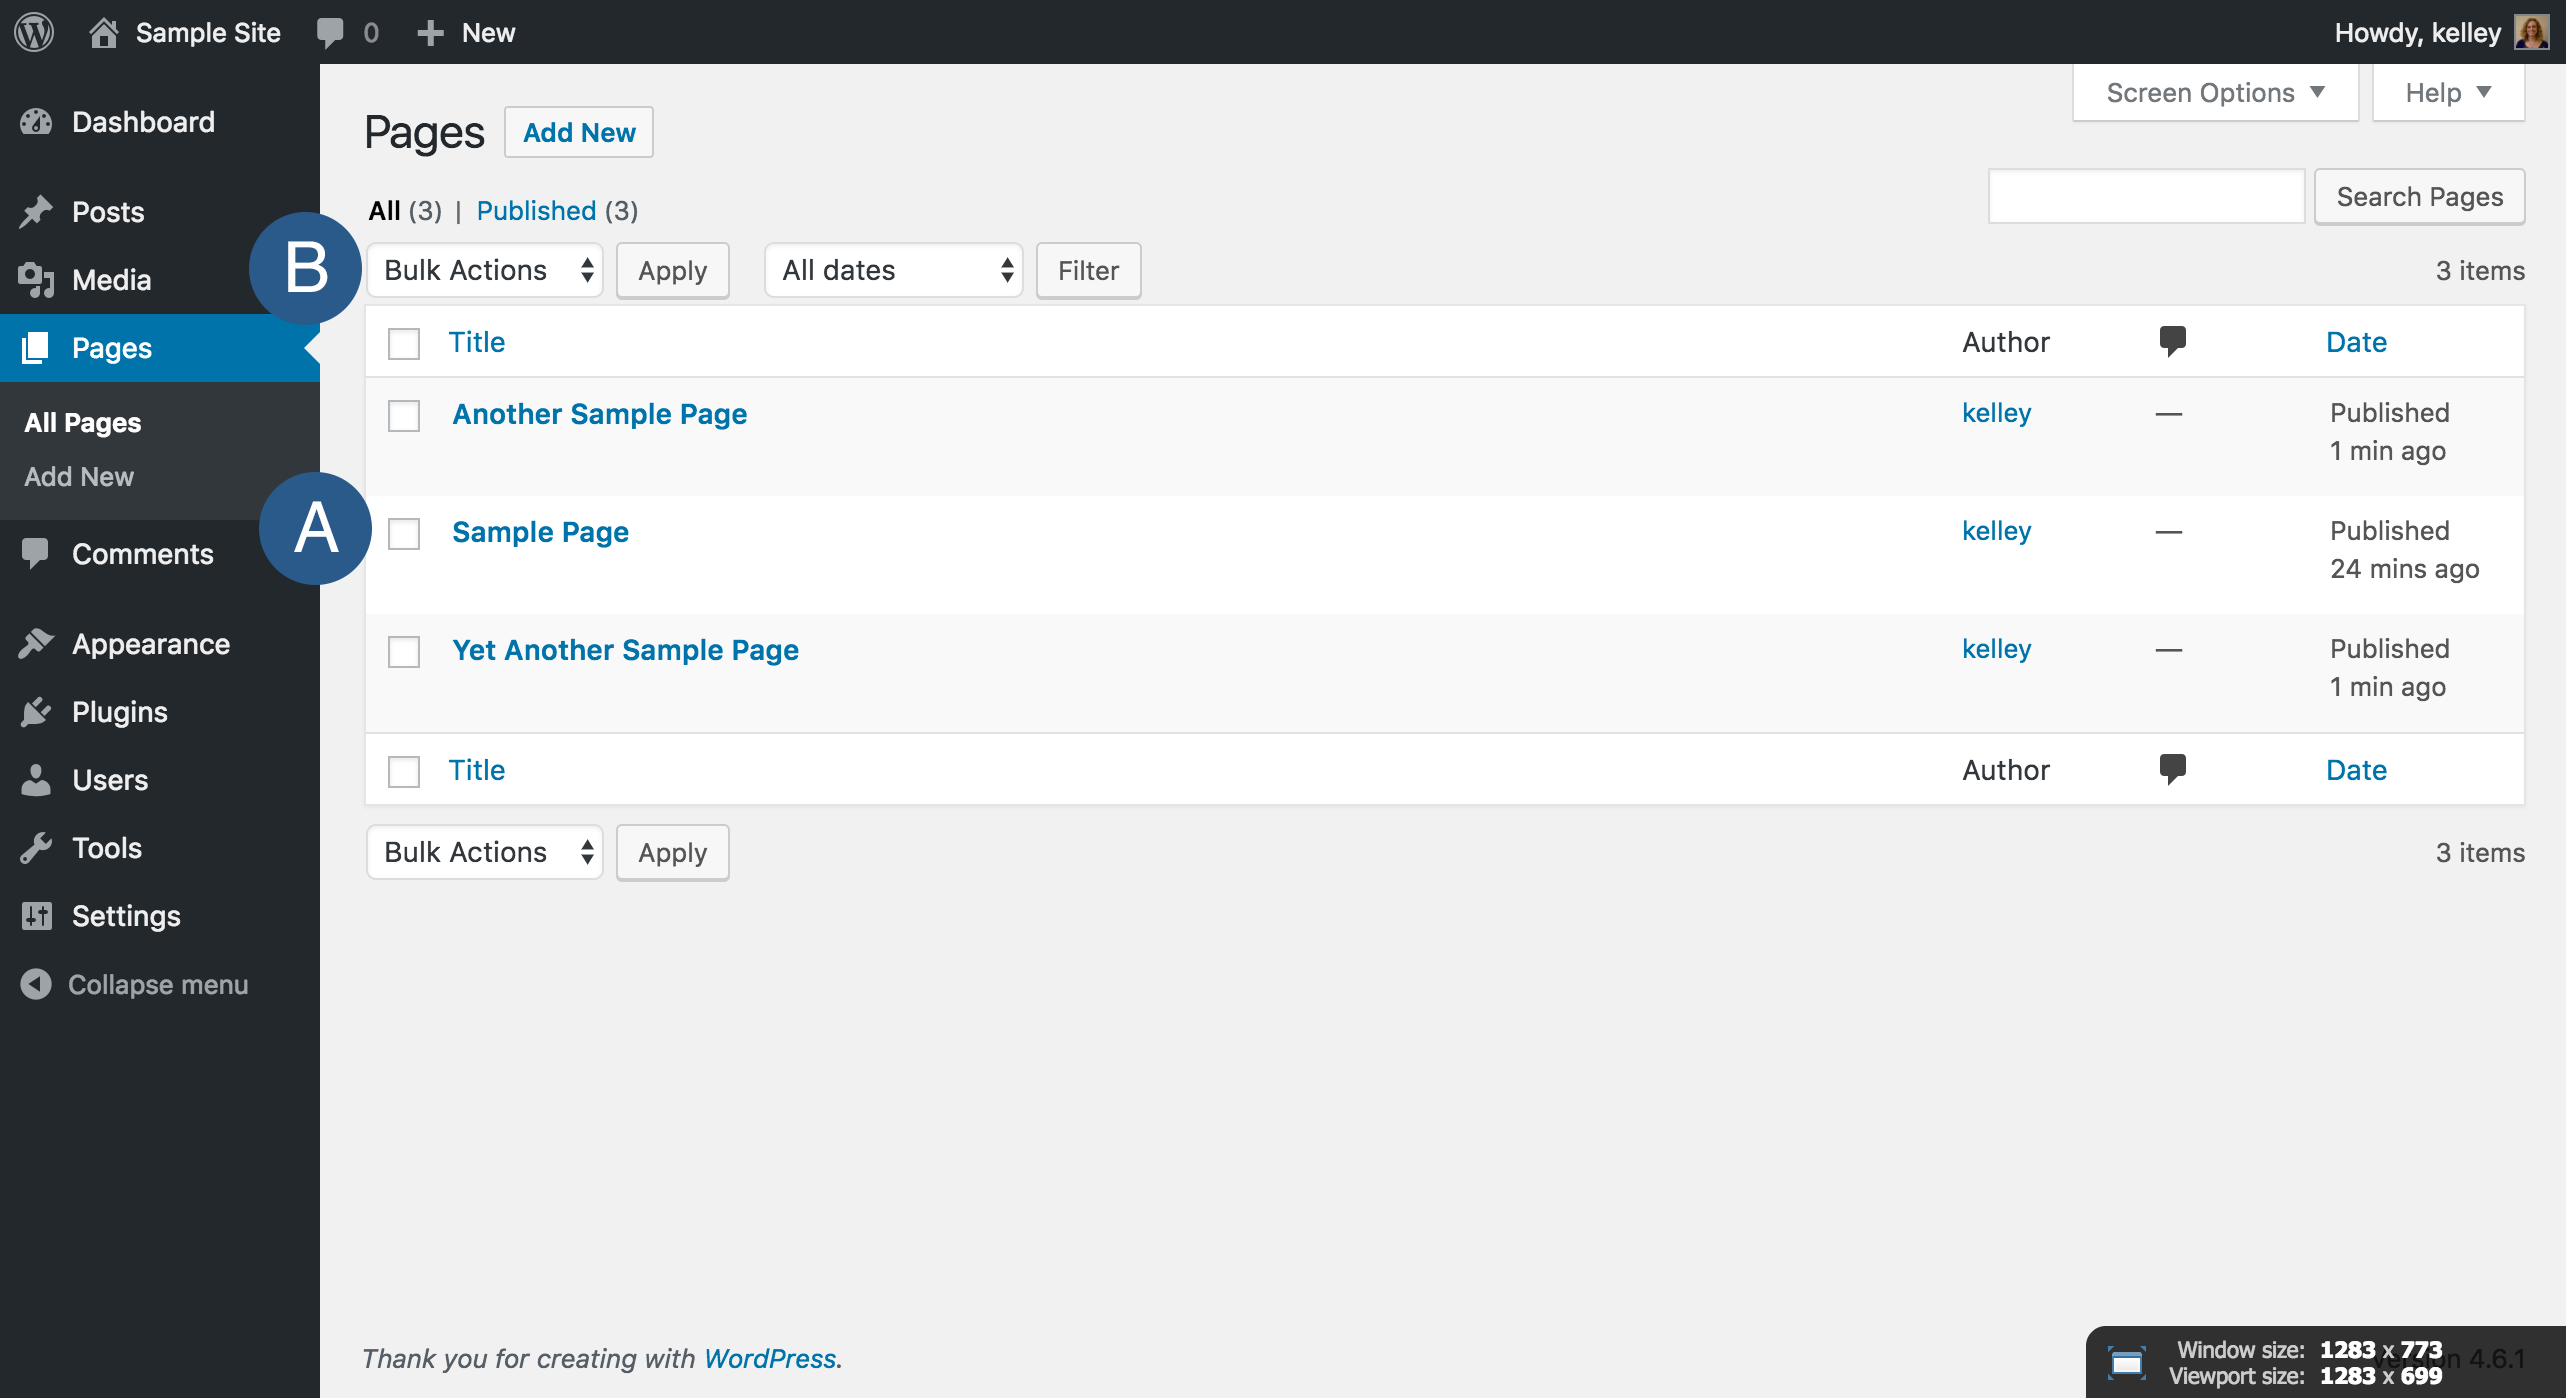 Sample Site 0 New Howdy, kelley
Screen Options Help
Dashboard
Posts
Media
Pages
All Pages
Add New
Comments
Appearance
Plugins
Users
Tools
Settings
Collapse menu
Pages Add New
All (3) | Published (3)
Search Pages
B
Bulk Actions Apply All dates Filter 3 items
Title Author Date
Another Sample Page kelley — Published
1 min ago
A
Sample Page kelley — Published
24 mins ago
Yet Another Sample Page kelley — Published
1 min ago
Title Author Date
Bulk Actions Apply 3 items
Thank you for creating with WordPress.
Version 4.6.1
Window size: 1283 x 773
Viewport size: 1283 x 699